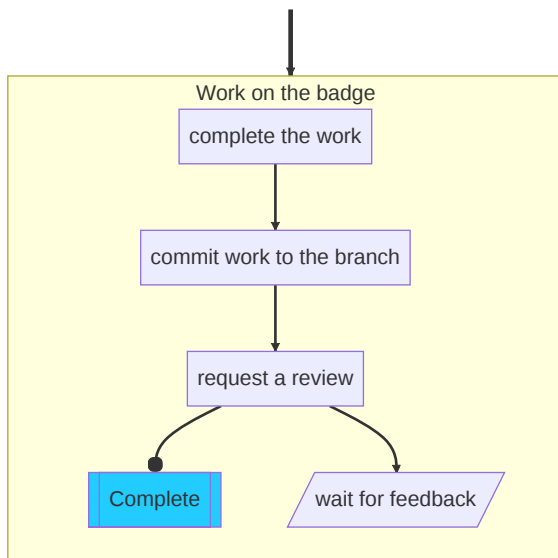 Work on the badge
complete the work
commit work to the branch
request a review
Complete
wait for feedback